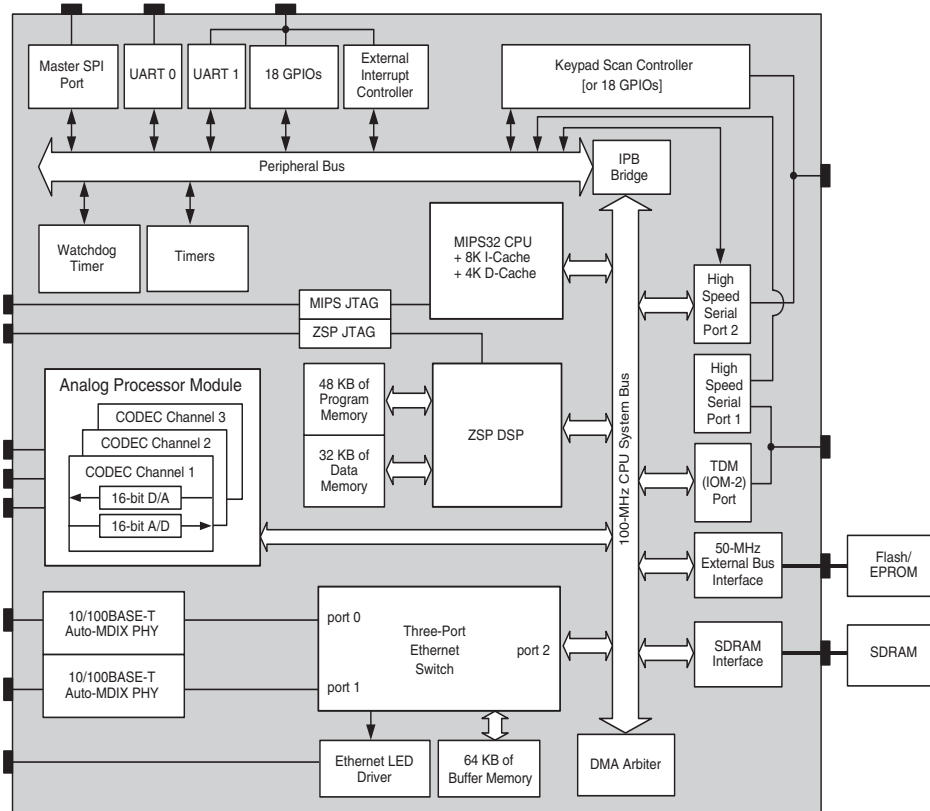 Master SPI
Port
UART 0
UART 1
18 GPIOs
External
Interrupt
Controller
Keypad Scan Controller
[or 18 GPIOs]
Peripheral Bus
IPB
Bridge
Watchdog
Timer
Timers
MIPS32 CPU
+ 8K I-Cache
+ 4K D-Cache
High
Speed
Serial
Port 2
MIPS JTAG
ZSP JTAG
Analog Processor Module
CODEC Channel 3
CODEC Channel 2
CODEC Channel 1
16-bit D/A
16-bit A/D
48 KB of
Program
Memory
32 KB of
Data
Memory
ZSP DSP
100-MHz CPU System Bus
High
Speed
Serial
Port 1
TDM
(IOM-2)
Port
50-MHz
External Bus
Interface
Flash/
EPROM
10/100BASE-T
Auto-MDIX PHY
10/100BASE-T
Auto-MDIX PHY
port 0
Three-Port
Ethernet
Switch
port 2
port 1
SDRAM
Interface
SDRAM
Ethernet LED
Driver
64 KB of
Buffer Memory
DMA Arbiter